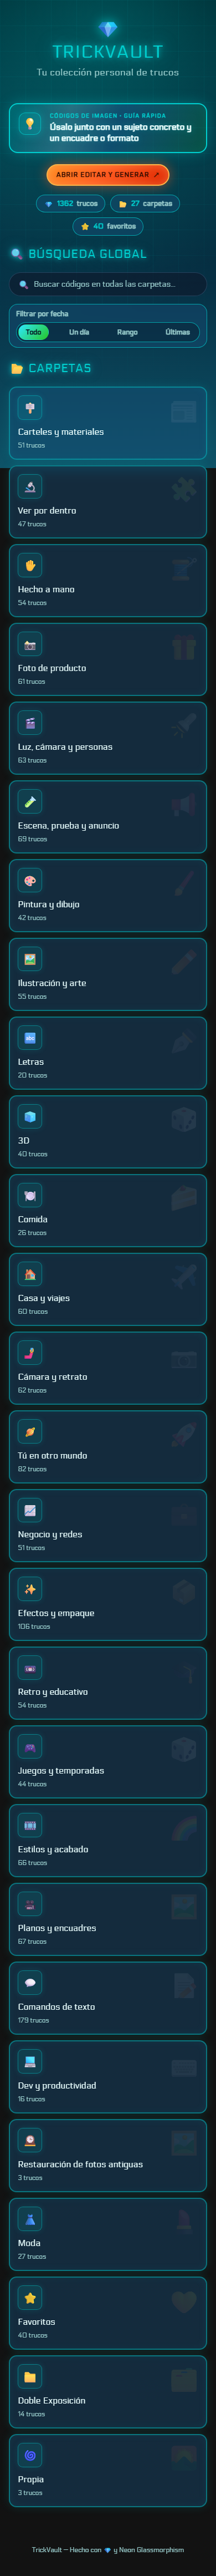 TRICKVAULT
Tu colección personal de trucos
CÓDIGOS DE IMAGEN · GUÍA RÁPIDA
Úsalo junto con un sujeto concreto y
un encuadre o formato
ABRIR EDITAR Y GENERAR ↗
1362 trucos
27 carpetas
40 favoritos
BÚSQUEDA GLOBAL
Buscar códigos en todas las carpetas...
Filtrar por fecha
Todo Un día Rango Últimas
CARPETAS
Carteles y materiales
51 trucos
Ver por dentro
47 trucos
Hecho a mano
54 trucos
Foto de producto
61 trucos
Luz, cámara y personas
63 trucos
Escena, prueba y anuncio
69 trucos
Pintura y dibujo
42 trucos
Ilustración y arte
55 trucos
Letras
20 trucos
3D
40 trucos
Comida
26 trucos
Casa y viajes
60 trucos
Cámara y retrato
62 trucos
Tú en otro mundo
82 trucos
Negocio y redes
51 trucos
Efectos y empaque
106 trucos
Retro y educativo
54 trucos
Juegos y temporadas
44 trucos
Estilos y acabado
66 trucos
Planos y encuadres
67 trucos
Comandos de texto
179 trucos
Dev y productividad
16 trucos
Restauración de fotos antiguas
3 trucos
Moda
27 trucos
Favoritos
40 trucos
Doble Exposición
14 trucos
Propia
3 trucos
TrickVault — Hecho con 💎 y Neon Glassmorphism